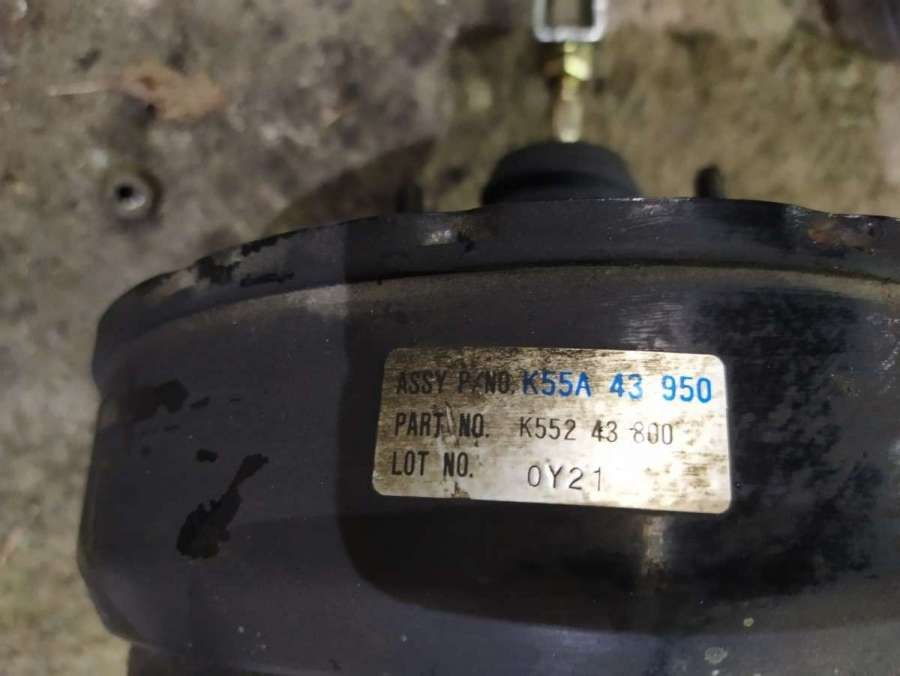 ASSY P/NO. K55A 43 950
PART NO. K552 43 800
LOT NO. 0Y21